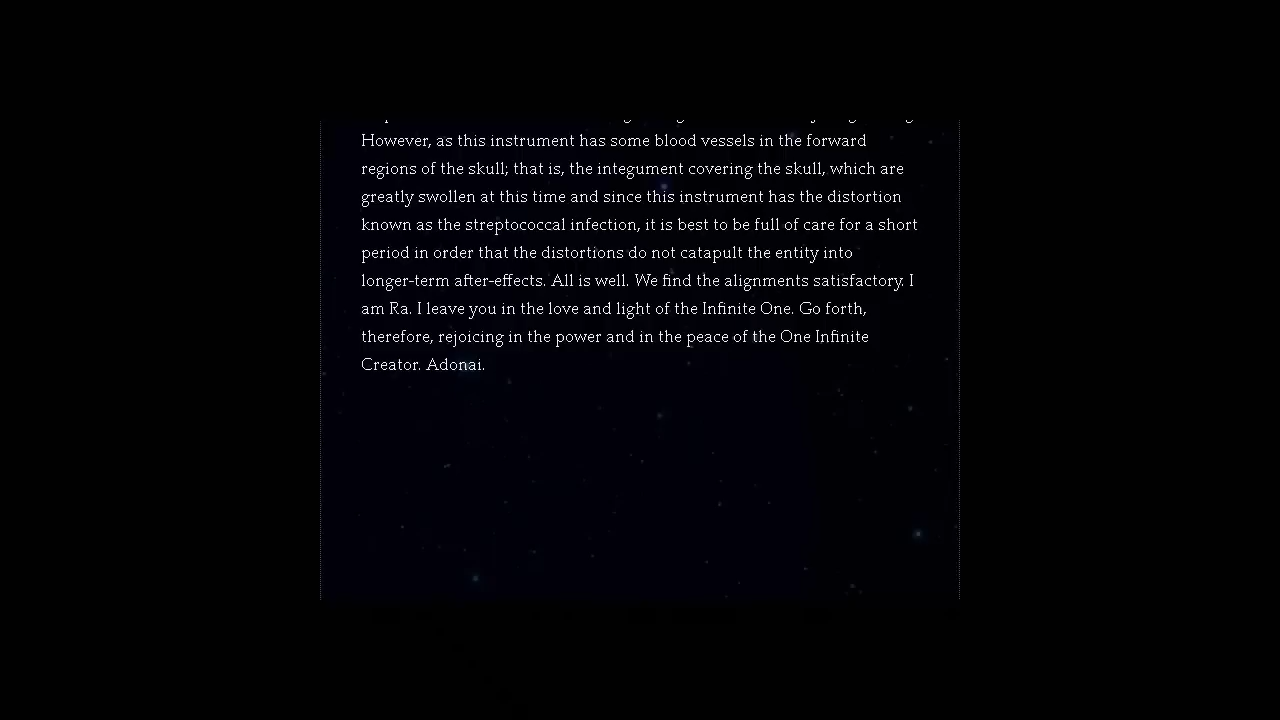 However, as this instrument has some blood vessels in the forward
regions of the skull; that is, the integument covering the skull, which are
greatly swollen at this time and since this instrument has the distortion
known as the streptococcal infection, it is best to be full of care for a short
period in order that the distortions do not catapult the entity into
longer-term after-effects. All is well. We find the alignments satisfactory. I
am Ra. I leave you in the love and light of the Infinite One. Go forth,
therefore, rejoicing in the power and in the peace of the One Infinite
Creator. Adonai.